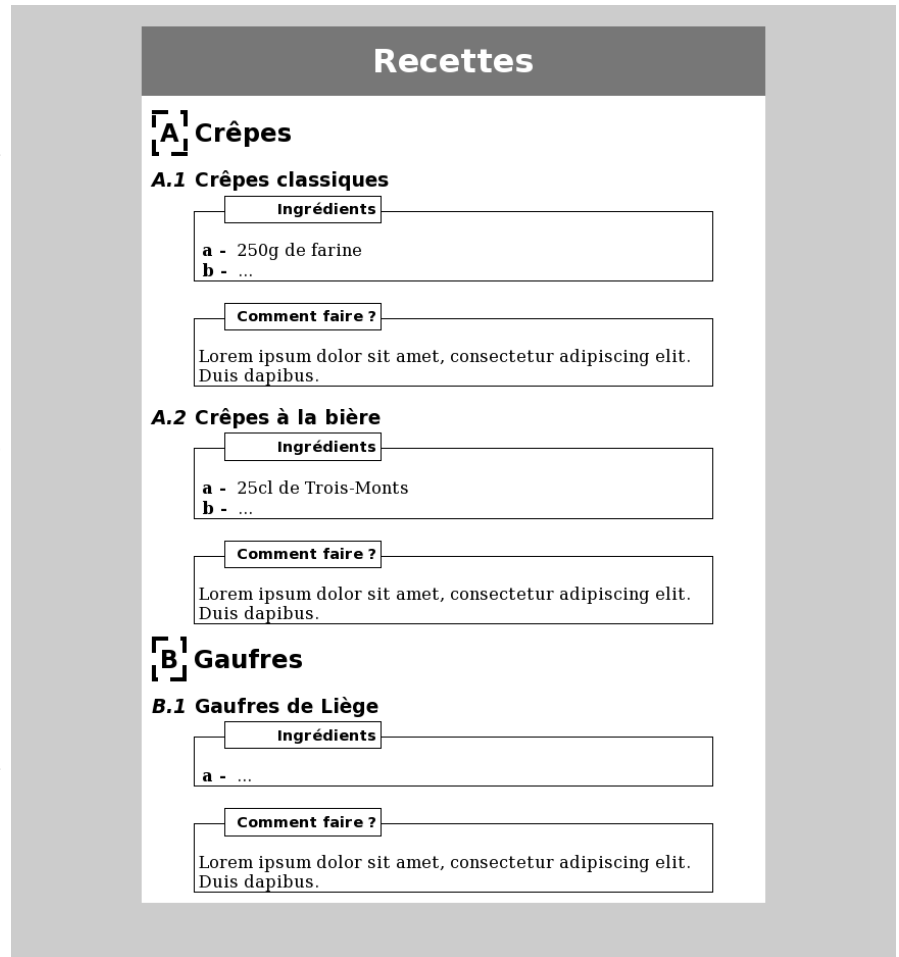 Recettes
A Crêpes
A.1 Crêpes classiques
Ingrédients
a - 250g de farine
b - ...
Comment faire ?
Lorem ipsum dolor sit amet, consectetur adipiscing elit.
Duis dapibus.
A.2 Crêpes à la bière
Ingrédients
a - 25cl de Trois-Monts
b - ...
Comment faire ?
Lorem ipsum dolor sit amet, consectetur adipiscing elit.
Duis dapibus.
B Gaufres
B.1 Gaufres de Liège
Ingrédients
a - ...
Comment faire ?
Lorem ipsum dolor sit amet, consectetur adipiscing elit.
Duis dapibus.